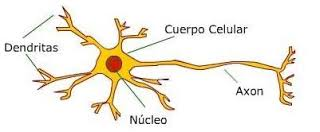 Cuerpo Celular
Dendritas
Axon
Núcleo